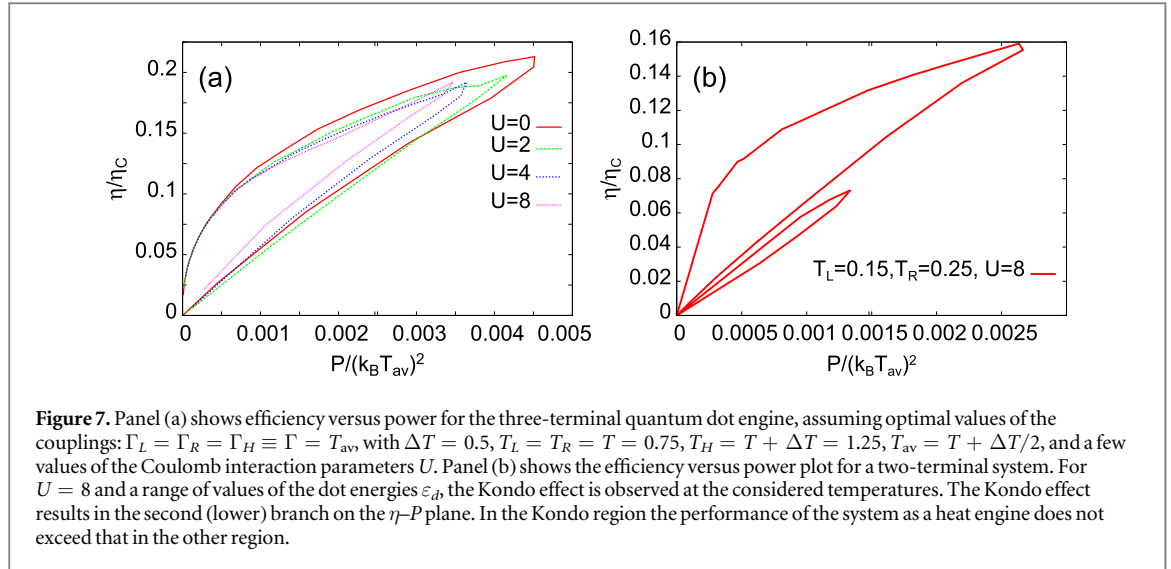 (a)
0.2
0.15
0.1
0.05
0
η/ηC
0 0.001 0.002 0.003 0.004 0.005
P/(kBTav)²
U=0
U=2
U=4
U=8
(b)
0.16
0.14
0.12
0.1
0.08
0.06
0.04
0.02
0
η/ηC
0 0.0005 0.001 0.0015 0.002 0.0025
P/(kBTav)²
TL=0.15,TR=0.25, U=8
Figure 7. Panel (a) shows efficiency versus power for the three-terminal quantum dot engine, assuming optimal values of the
couplings: ΓL = ΓR = ΓH ≡ Γ = Tav, with ΔT = 0.5, TL = TR = T = 0.75, TH = T + ΔT = 1.25, Tav = T + ΔT/2, and a few
values of the Coulomb interaction parameters U. Panel (b) shows the efficiency versus power plot for a two-terminal system. For
U = 8 and a range of values of the dot energies εd, the Kondo effect is observed at the considered temperatures. The Kondo effect
results in the second (lower) branch on the η–P plane. In the Kondo region the performance of the system as a heat engine does not
exceed that in the other region.